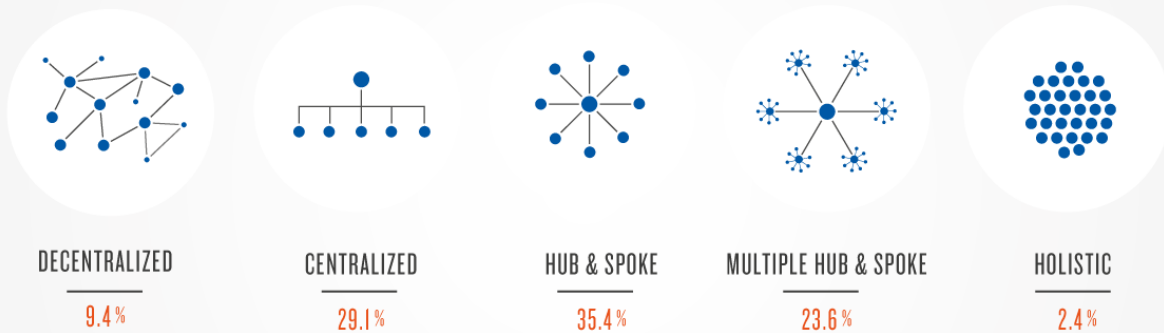 DECENTRALIZED
9.4%
CENTRALIZED
29.1%
HUB & SPOKE
35.4%
MULTIPLE HUB & SPOKE
23.6%
HOLISTIC
2.4%